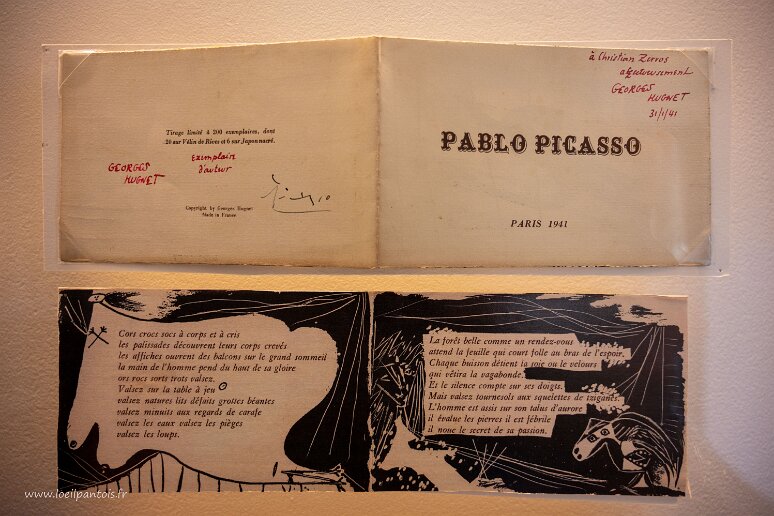 Tirage limité à 200 exemplaires, dont
20 sur Vélin de Rives et 6 sur Japon nacré.
GEORGES
HUGNET
Exemplaire
d'auteur
Picasso
Copyright by Georges Hugnet
Made in France
à Christian Zervos
affectueusement
GEORGES
HUGNET
31/1/41
PABLO PICASSO
PARIS 1941
Cors crocs socs à corps et à cris
les palissades découvrent leurs corps crevés
les affiches ouvrent des balcons sur le grand sommeil
la main de l'homme pend du haut de sa gloire
ors rocs sorts trots valsez.
Valsez sur la table à jeu
valsez natures lits défaits grottes béantes
valsez minuits aux regards de carafe
valsez les eaux valsez les pièges
valsez les loups.
La forêt belle comme un rendez-vous
attend la feuille qui court folle au bras de l'espoir.
Chaque buisson détient la soie ou le velours
qui vêtira la vagabonde.
Et le silence compte sur ses doigts.
Mais valsez tournesols aux squelettes de tziganes.
L'homme est assis sur son talus d'aurore
il évalue les pierres il est fébrile
il noue le secret de sa passion.
www.loeilpantois.fr